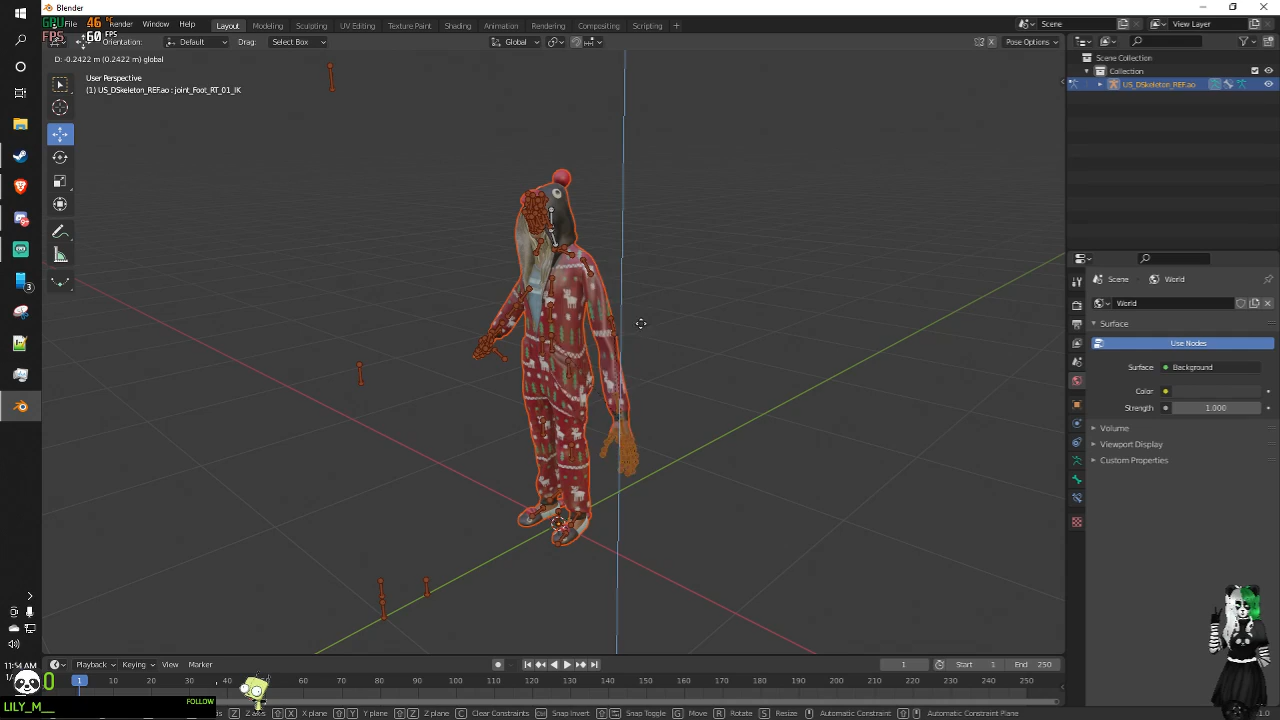 Blender
File Render Window Help
GPU 46 °C
FPS 60 FPS
Layout Modeling Sculpting UV Editing Texture Paint Shading Animation Rendering Compositing Scripting +
Scene
View Layer
Orientation: Default Drag: Select Box
Global
X
Pose Options
D: -0.2422 m (0.2422 m) global
User Perspective
(1) US_DSkeleton_REF.ao : joint_Foot_RT_01_IK
Scene Collection
Collection
US_DSkeleton_REF.ao
Scene World
World
Surface
Use Nodes
Surface Background
Color
Strength 1.000
Volume
Viewport Display
Custom Properties
3
11:54 AM
0
LILY_M__ FOLLOW
Playback Keying View Marker
1 Start 1 End 250
1 10 20 30 40 50 60 70 80 90 100 110 120 130 140 150 160 170 180 190 200 210 220 230 240 250
Z axis X plane Y plane Z plane Clear Constraints Snap Invert Snap Toggle G Move R Rotate S Resize Automatic Constraint Automatic Constraint Plane